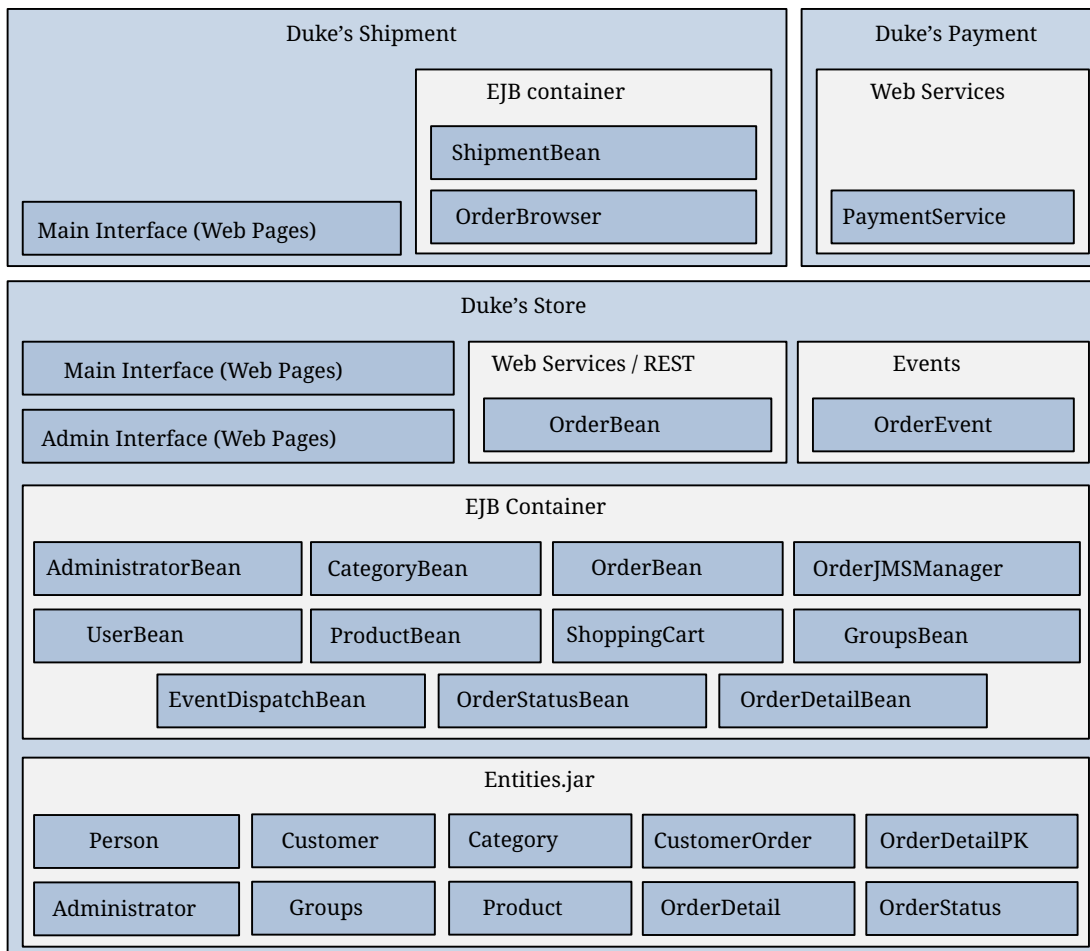 Duke’s Shipment
EJB container
ShipmentBean
OrderBrowser
Main Interface (Web Pages)
Duke’s Payment
Web Services
PaymentService
Duke’s Store
Main Interface (Web Pages)
Admin Interface (Web Pages)
Web Services / REST
OrderBean
Events
OrderEvent
EJB Container
AdministratorBean
CategoryBean
OrderBean
OrderJMSManager
UserBean
ProductBean
ShoppingCart
GroupsBean
EventDispatchBean
OrderStatusBean
OrderDetailBean
Entities.jar
Person
Customer
Category
CustomerOrder
OrderDetailPK
Administrator
Groups
Product
OrderDetail
OrderStatus